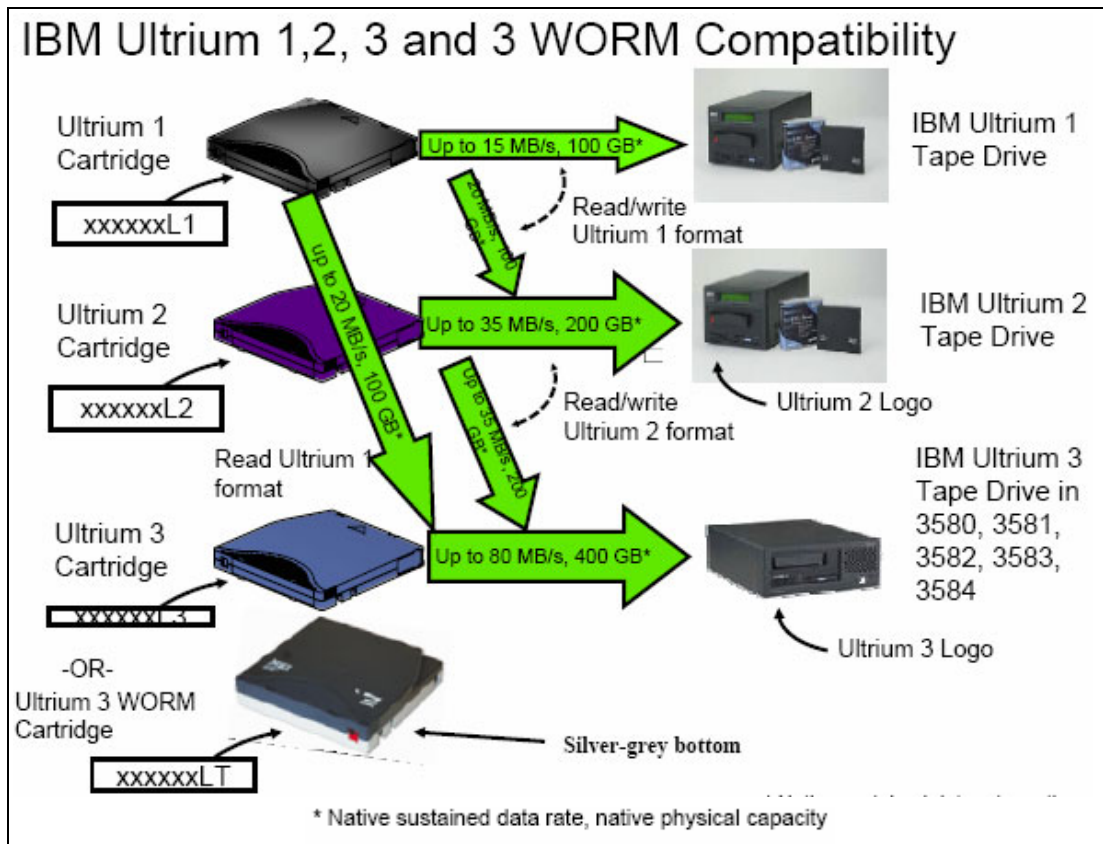 IBM Ultrium 1,2, 3 and 3 WORM Compatibility
Ultrium 1
Cartridge
xxxxxxL1
Up to 15 MB/s, 100 GB*
IBM Ultrium 1
Tape Drive
20 MB/s, 100
GB*
Read/write
Ultrium 1 format
up to 20 MB/s, 100 GB*
Ultrium 2
Cartridge
xxxxxxL2
Up to 35 MB/s, 200 GB*
IBM Ultrium 2
Tape Drive
Ultrium 2 Logo
Up to 35 MB/s, 200
GB*
Read/write
Ultrium 2 format
Read Ultrium 1
format
Ultrium 3
Cartridge
xxxxxxL3
Up to 80 MB/s, 400 GB*
IBM Ultrium 3
Tape Drive in
3580, 3581,
3582, 3583,
3584
Ultrium 3 Logo
-OR-
Ultrium 3 WORM
Cartridge
xxxxxxLT
Silver-grey bottom
* Native sustained data rate, native physical capacity